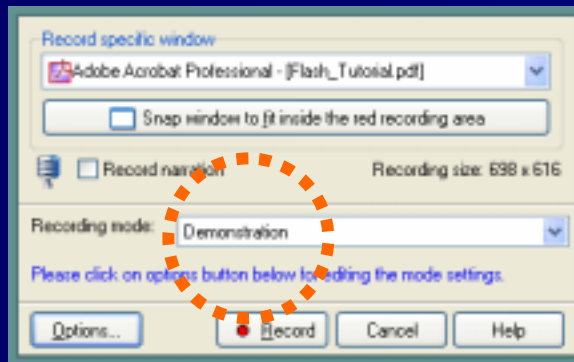 Record specific window
Adobe Acrobat Professional - [Flash_Tutorial.pdf]
Snap window to fit inside the red recording area
Record narration Recording size: 698 x 616
Recording mode: Demonstration
Please click on options button below for editing the mode settings.
Options... Record Cancel Help